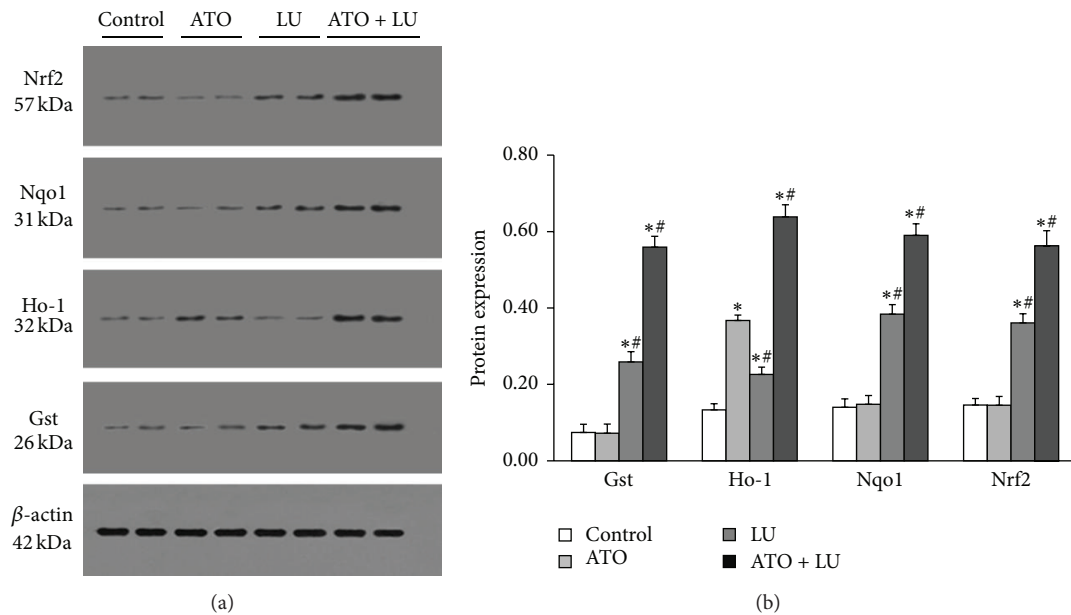 Control ATO LU ATO + LU
Nrf2
57 kDa
Nqo1
31 kDa
Ho-1
32 kDa
Gst
26 kDa
β-actin
42 kDa
(a)
Protein expression
0.80
0.60
0.40
0.20
0.00
*# *# * *# *# *# *# *# *#
Gst Ho-1 Nqo1 Nrf2
Control LU
ATO ATO + LU
(b)